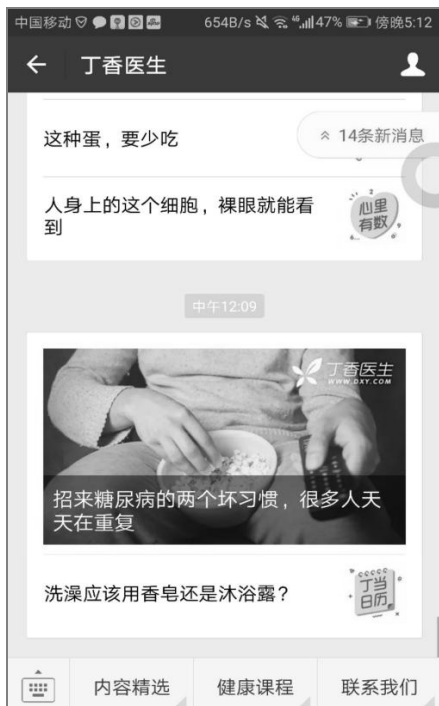 中国移动 654B/s 46 47% 傍晚5:12
丁香医生
这种蛋，要少吃
14条新消息
人身上的这个细胞，裸眼就能看
到
心里
有数
中午12:09
丁香医生
WWW.DXY.COM
招来糖尿病的两个坏习惯，很多人天
天在重复
洗澡应该用香皂还是沐浴露？
丁当
日历
内容精选
健康课程
联系我们